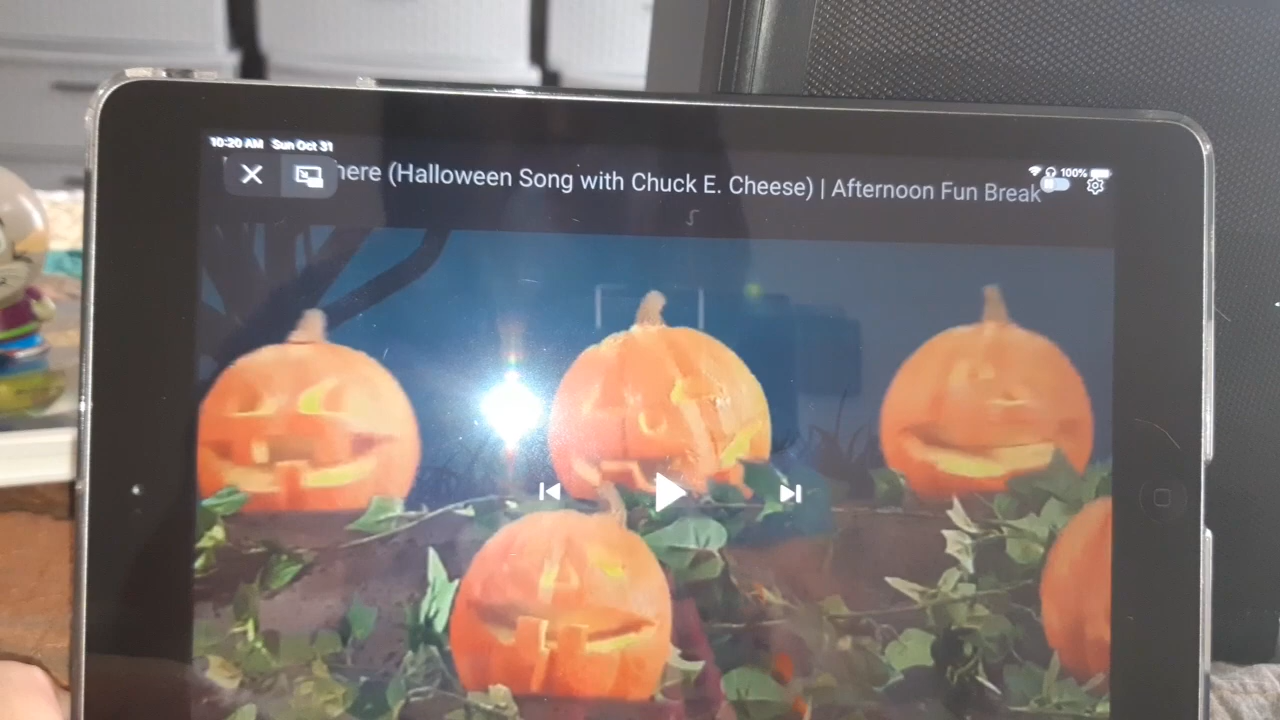 10:20 AM Sun Oct 31
100%
here (Halloween Song with Chuck E. Cheese) | Afternoon Fun Break